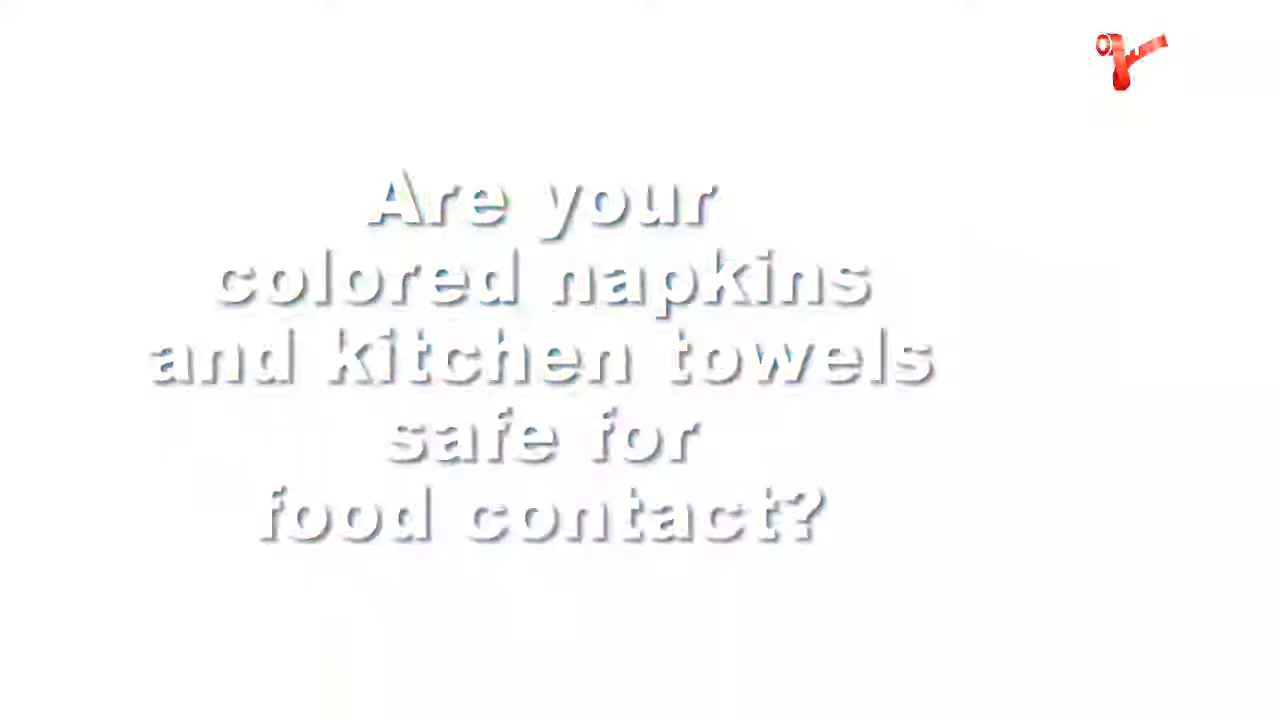 Are your
colored napkins
and kitchen towels
safe for
food contact?